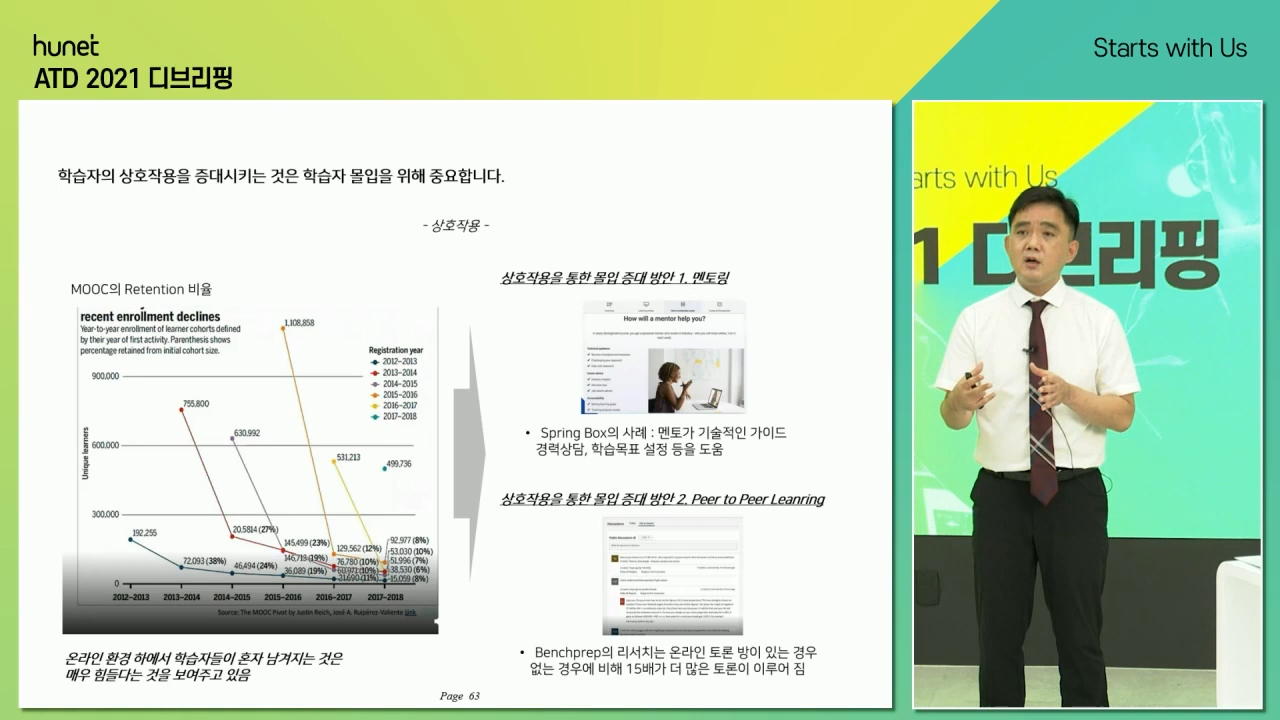 hunet
ATD 2021 디브리핑
Starts with Us
학습자의 상호작용을 증대시키는 것은 학습자 몰입을 위해 중요합니다.
- 상호작용 -
MOOC의 Retention 비율
recent enrollment declines
Year-to-year enrollment of learner cohorts defined
by their year of first activity. Parenthesis shows
percentage retained from initial cohort size.
1,108,858
Registration year
2012–2013
2013–2014
2014–2015
2015–2016
2016–2017
2017–2018
900,000
755,800
630,992
600,000
531,213
499,736
Unique learners
300,000
192,255
20,5814 (27%)
145,499 (23%)
146,713 (19%)
129,562 (12%)
92,977 (8%)
53,030 (10%)
72,093 (38%)
46,494 (24%)
36,089 (19%)
76,780 (10%)
51,996 (7%)
38,530 (6%)
21,690 (11%)
15,059 (8%)
0
2012–2013 2013–2014 2014–2015 2015–2016 2016–2017 2017–2018
Source: The MOOC Pivot by Justin Reich, José A. Ruipérez-Valiente Link
온라인 환경 하에서 학습자들이 혼자 남겨지는 것은
매우 힘들다는 것을 보여주고 있음
상호작용을 통한 몰입 증대 방안 1. 멘토링
How will a mentor help you?
• Spring Box의 사례 : 멘토가 기술적인 가이드
경력상담, 학습목표 설정 등을 도움
상호작용을 통한 몰입 증대 방안 2. Peer to Peer Leanring
• Benchprep의 리서치는 온라인 토론 방이 있는 경우
없는 경우에 비해 15배가 더 많은 토론이 이루어 짐
Page 63
arts with Us
1 디브리핑